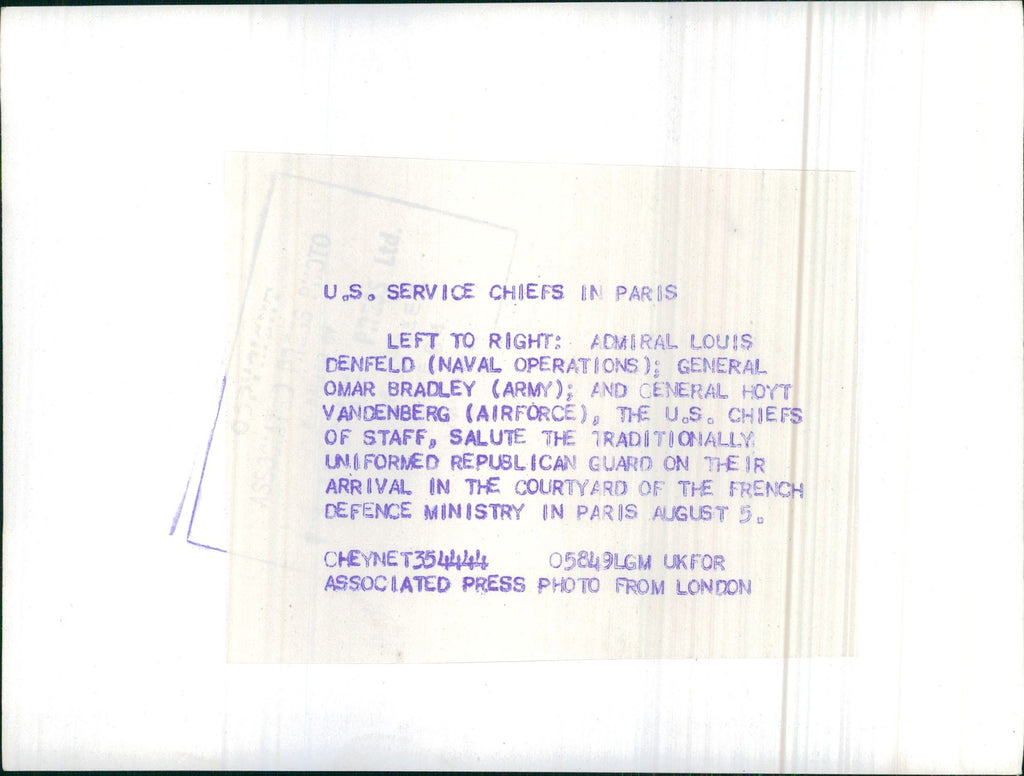 U.S. SERVICE CHIEFS IN PARIS
LEFT TO RIGHT: ADMIRAL LOUIS
DENFELD (NAVAL OPERATIONS); GENERAL
OMAR BRADLEY (ARMY); AND GENERAL HOYT
VANDENBERG (AIRFORCE), THE U.S. CHIEFS
OF STAFF, SALUTE THE TRADITIONALLY
UNIFORMED REPUBLICAN GUARD ON THEIR
ARRIVAL IN THE COURTYARD OF THE FRENCH
DEFENCE MINISTRY IN PARIS AUGUST 5.
CHEYNET354444 05849LGM UKFOR
ASSOCIATED PRESS PHOTO FROM LONDON
Ltd.